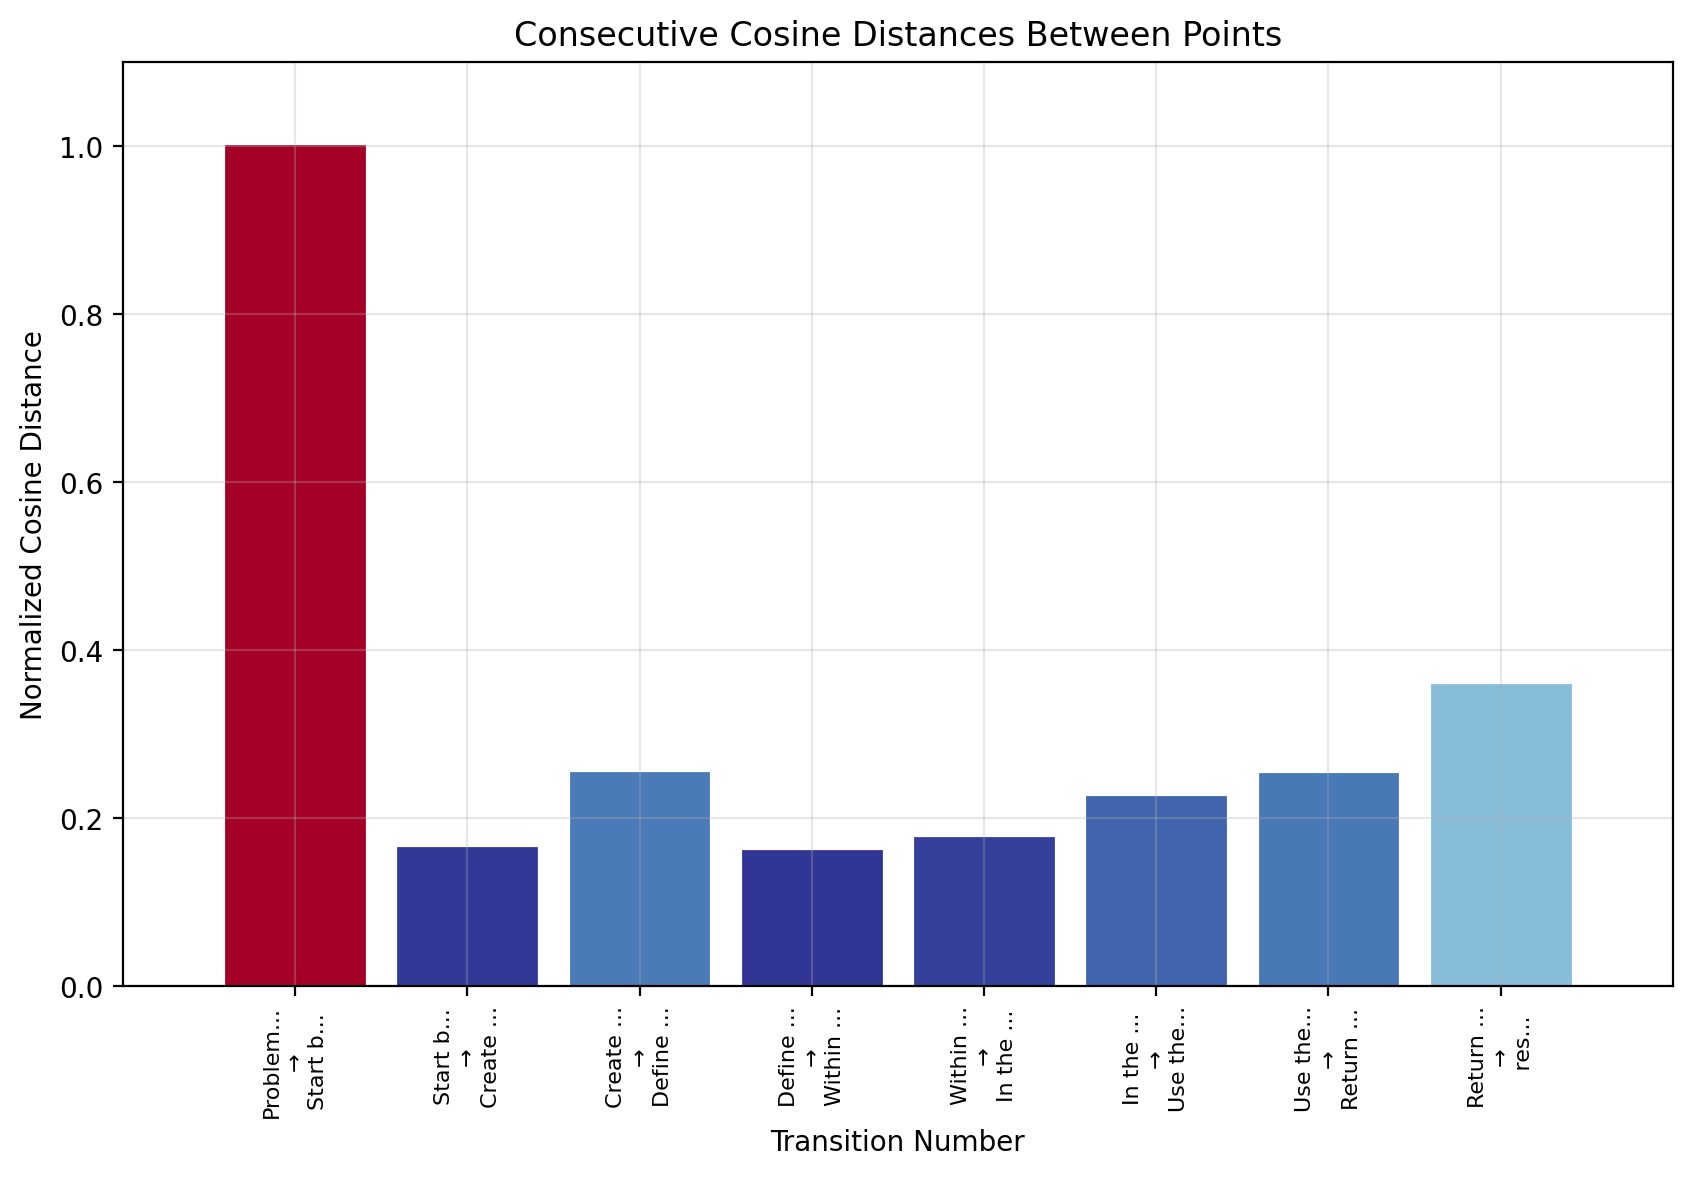 Consecutive Cosine Distances Between Points
Normalized Cosine Distance
1.0
0.8
0.6
0.4
0.2
0.0
Problem...
→
Start b...
Start b...
→
Create ...
Create ...
→
Define ...
Define ...
→
Within ...
Within ...
→
In the ...
In the ...
→
Use the...
Use the...
→
Return ...
Return ...
→
res...
Transition Number